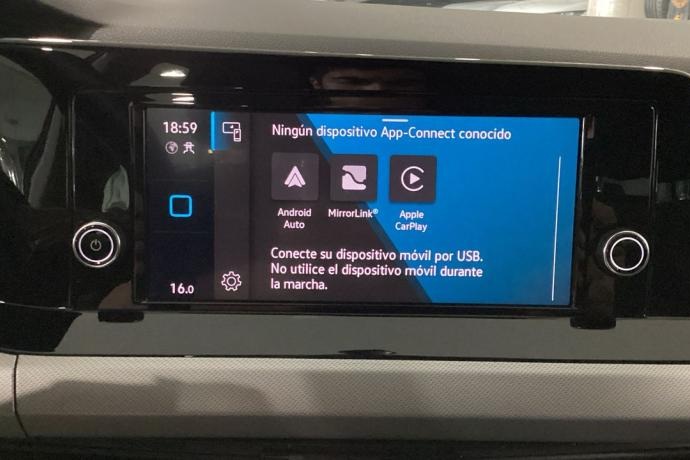 18:59
Ningún dispositivo App-Connect conocido
Android
Auto
MirrorLink®
Apple
CarPlay
Conecte su dispositivo móvil por USB.
No utilice el dispositivo móvil durante
la marcha.
16.0